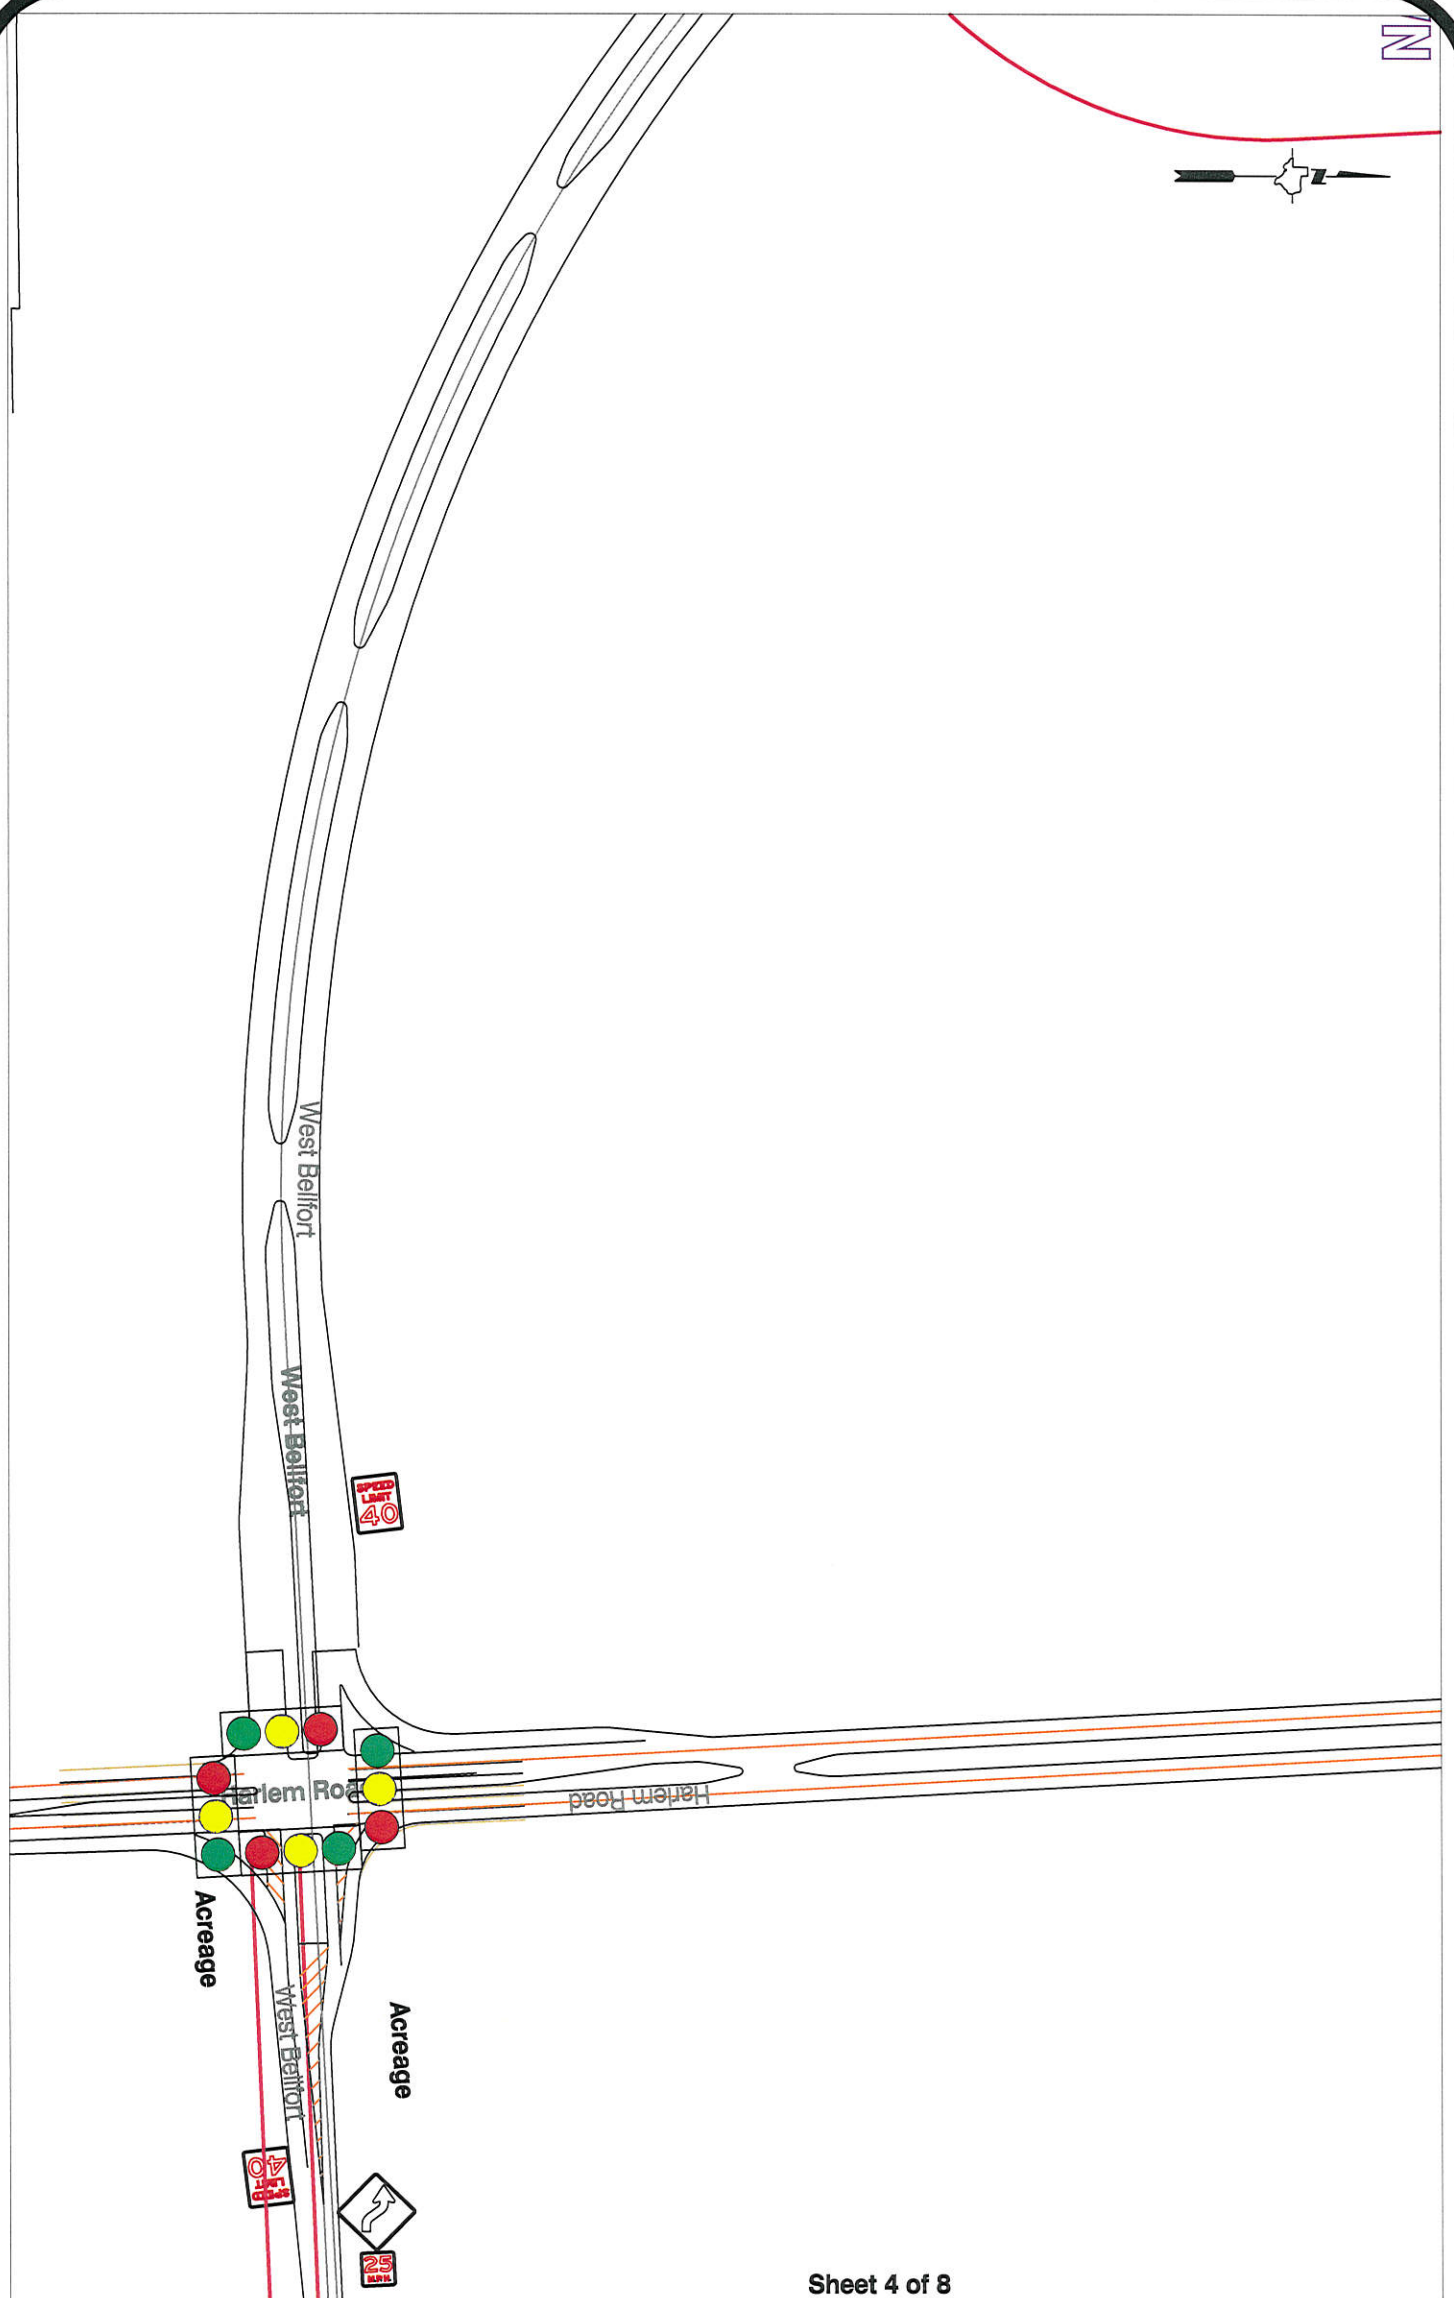 N
West Bellfort
West Bellfort
SPEED
LIMIT
40
Harlem Road
Harlem Road
Acreage
Acreage
West Bellfort
SPEED
LIMIT
40
25
M.P.H.
Sheet 4 of 8